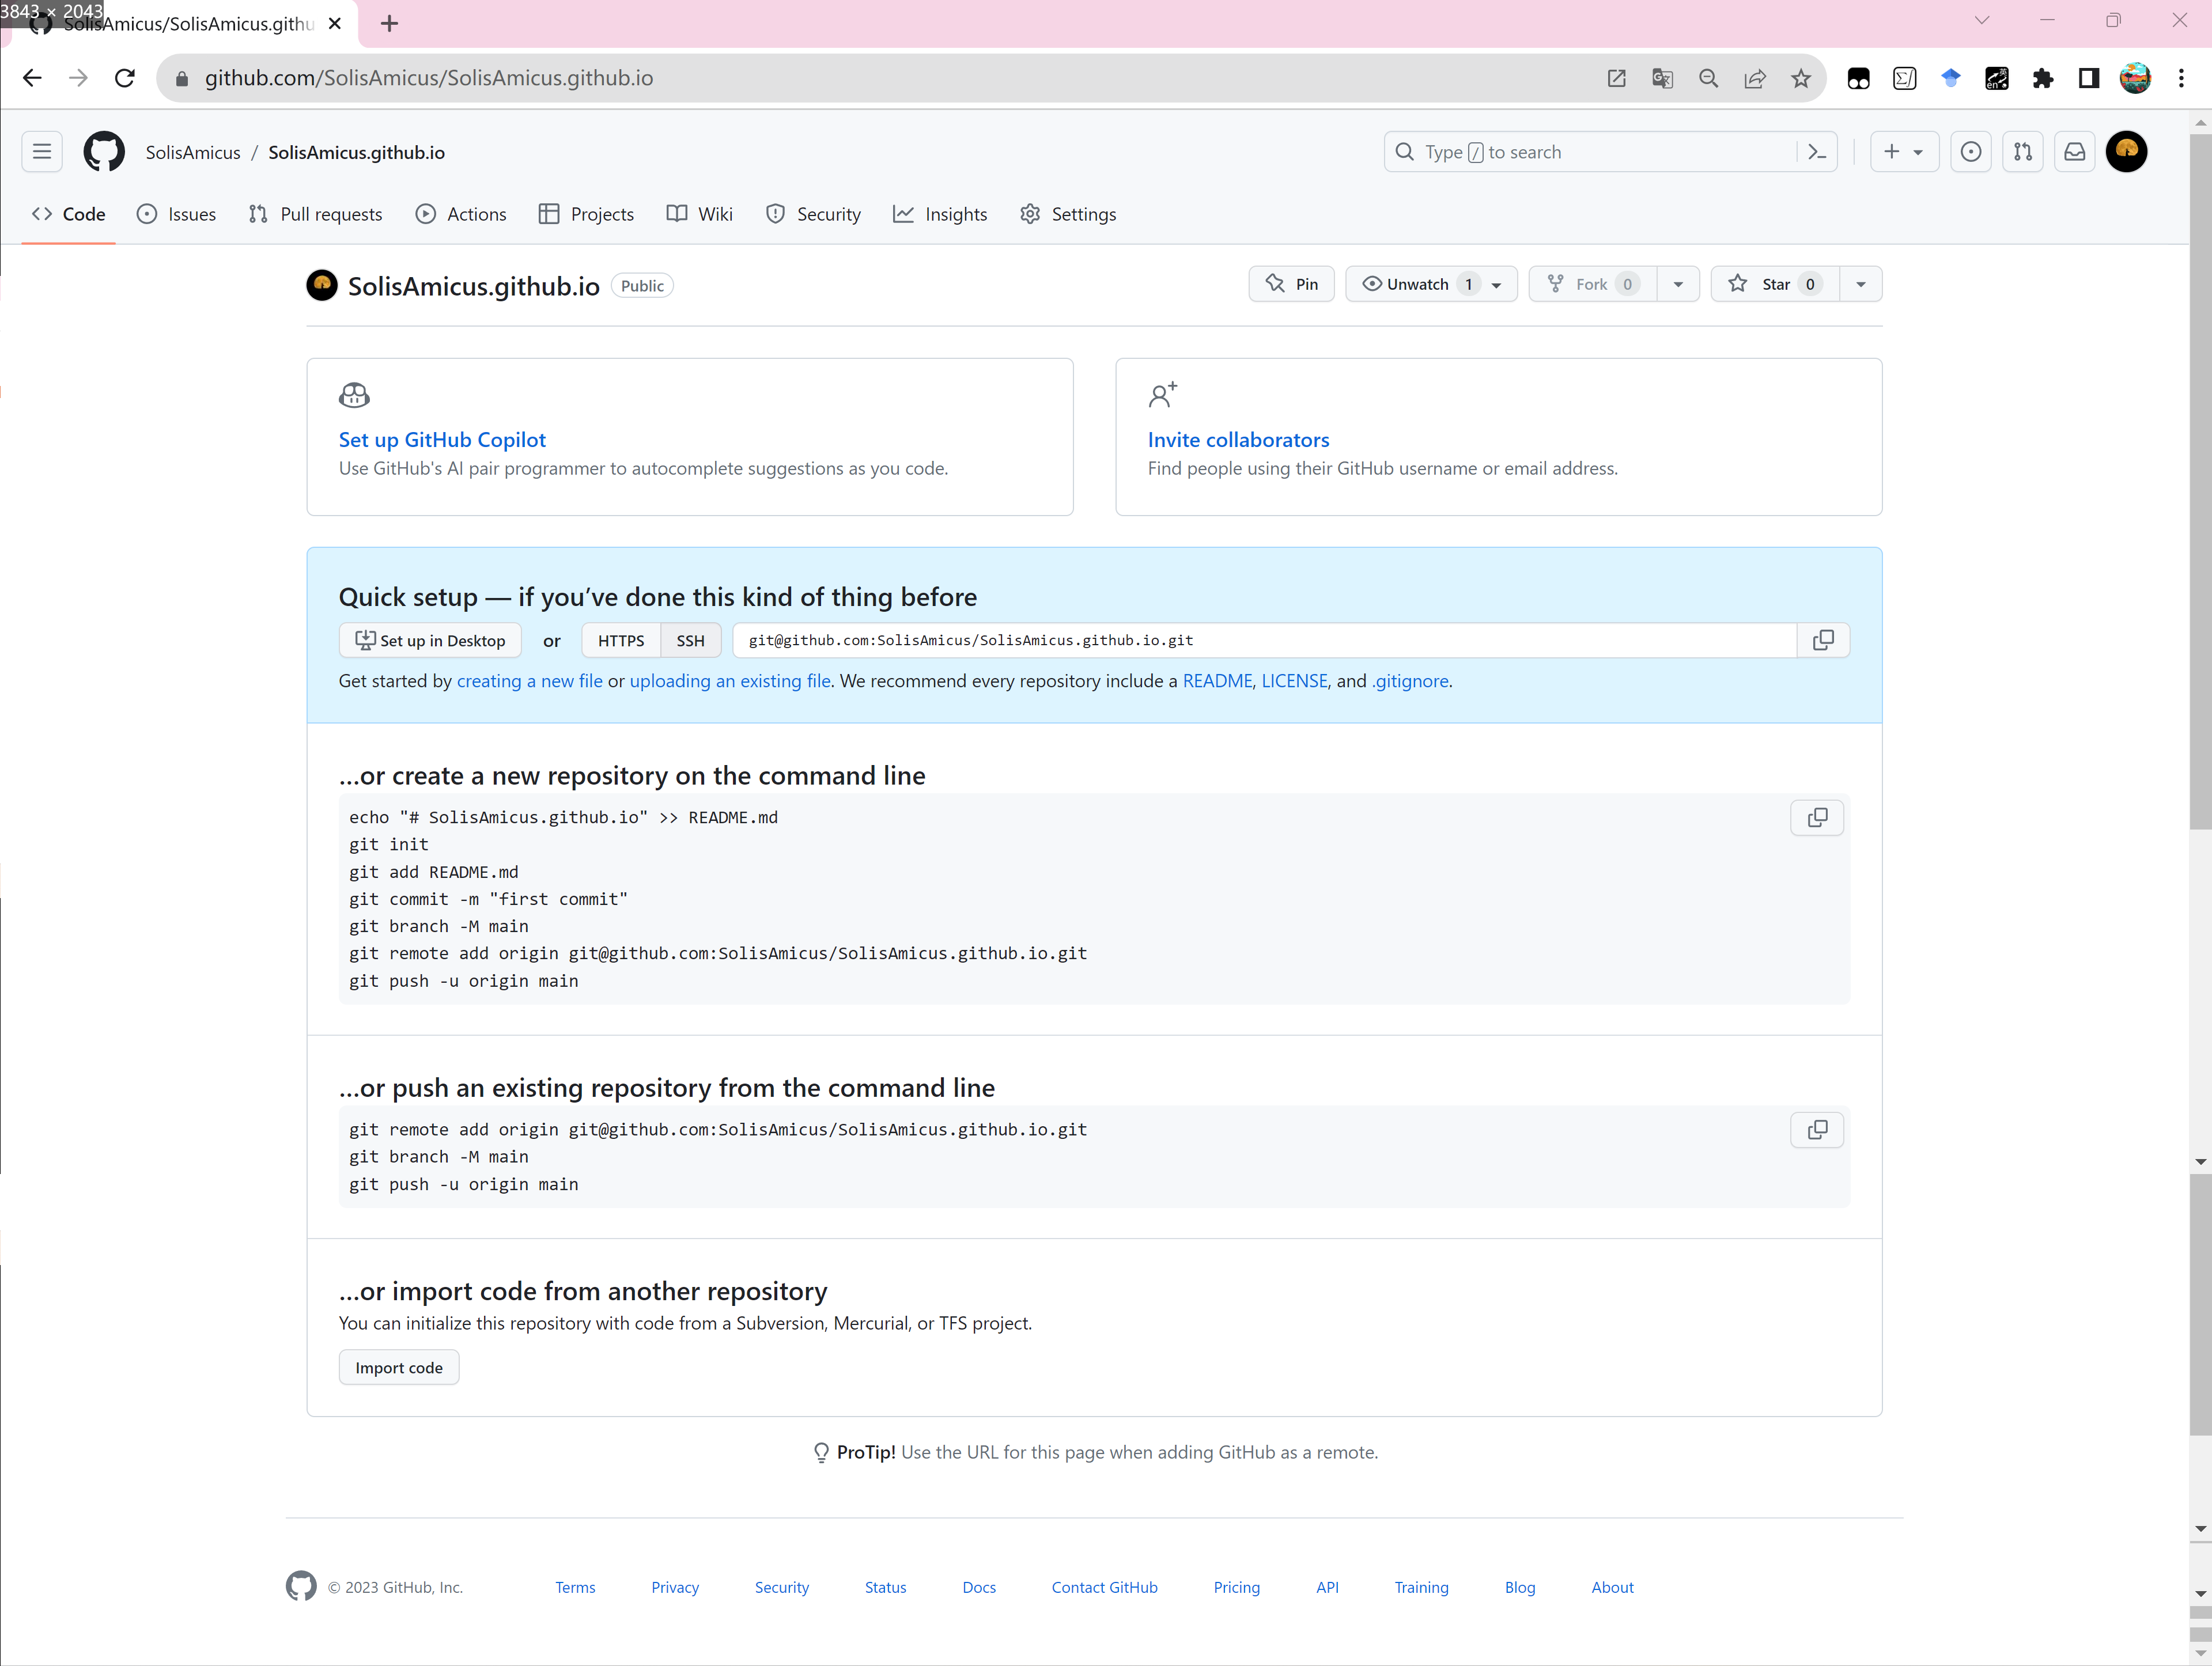 3843 × 2043
SolisAmicus/SolisAmicus.githu
github.com/SolisAmicus/SolisAmicus.github.io
SolisAmicus / SolisAmicus.github.io
Type / to search
Code Issues Pull requests Actions Projects Wiki Security Insights Settings
SolisAmicus.github.io Public
Pin Unwatch 1 Fork 0 Star 0
Set up GitHub Copilot
Use GitHub's AI pair programmer to autocomplete suggestions as you code.
Invite collaborators
Find people using their GitHub username or email address.
Quick setup — if you’ve done this kind of thing before
Set up in Desktop or HTTPS SSH git@github.com:SolisAmicus/SolisAmicus.github.io.git
Get started by creating a new file or uploading an existing file. We recommend every repository include a README, LICENSE, and .gitignore.
…or create a new repository on the command line
echo "# SolisAmicus.github.io" >> README.md
git init
git add README.md
git commit -m "first commit"
git branch -M main
git remote add origin git@github.com:SolisAmicus/SolisAmicus.github.io.git
git push -u origin main
…or push an existing repository from the command line
git remote add origin git@github.com:SolisAmicus/SolisAmicus.github.io.git
git branch -M main
git push -u origin main
…or import code from another repository
You can initialize this repository with code from a Subversion, Mercurial, or TFS project.
Import code
ProTip! Use the URL for this page when adding GitHub as a remote.
© 2023 GitHub, Inc. Terms Privacy Security Status Docs Contact GitHub Pricing API Training Blog About